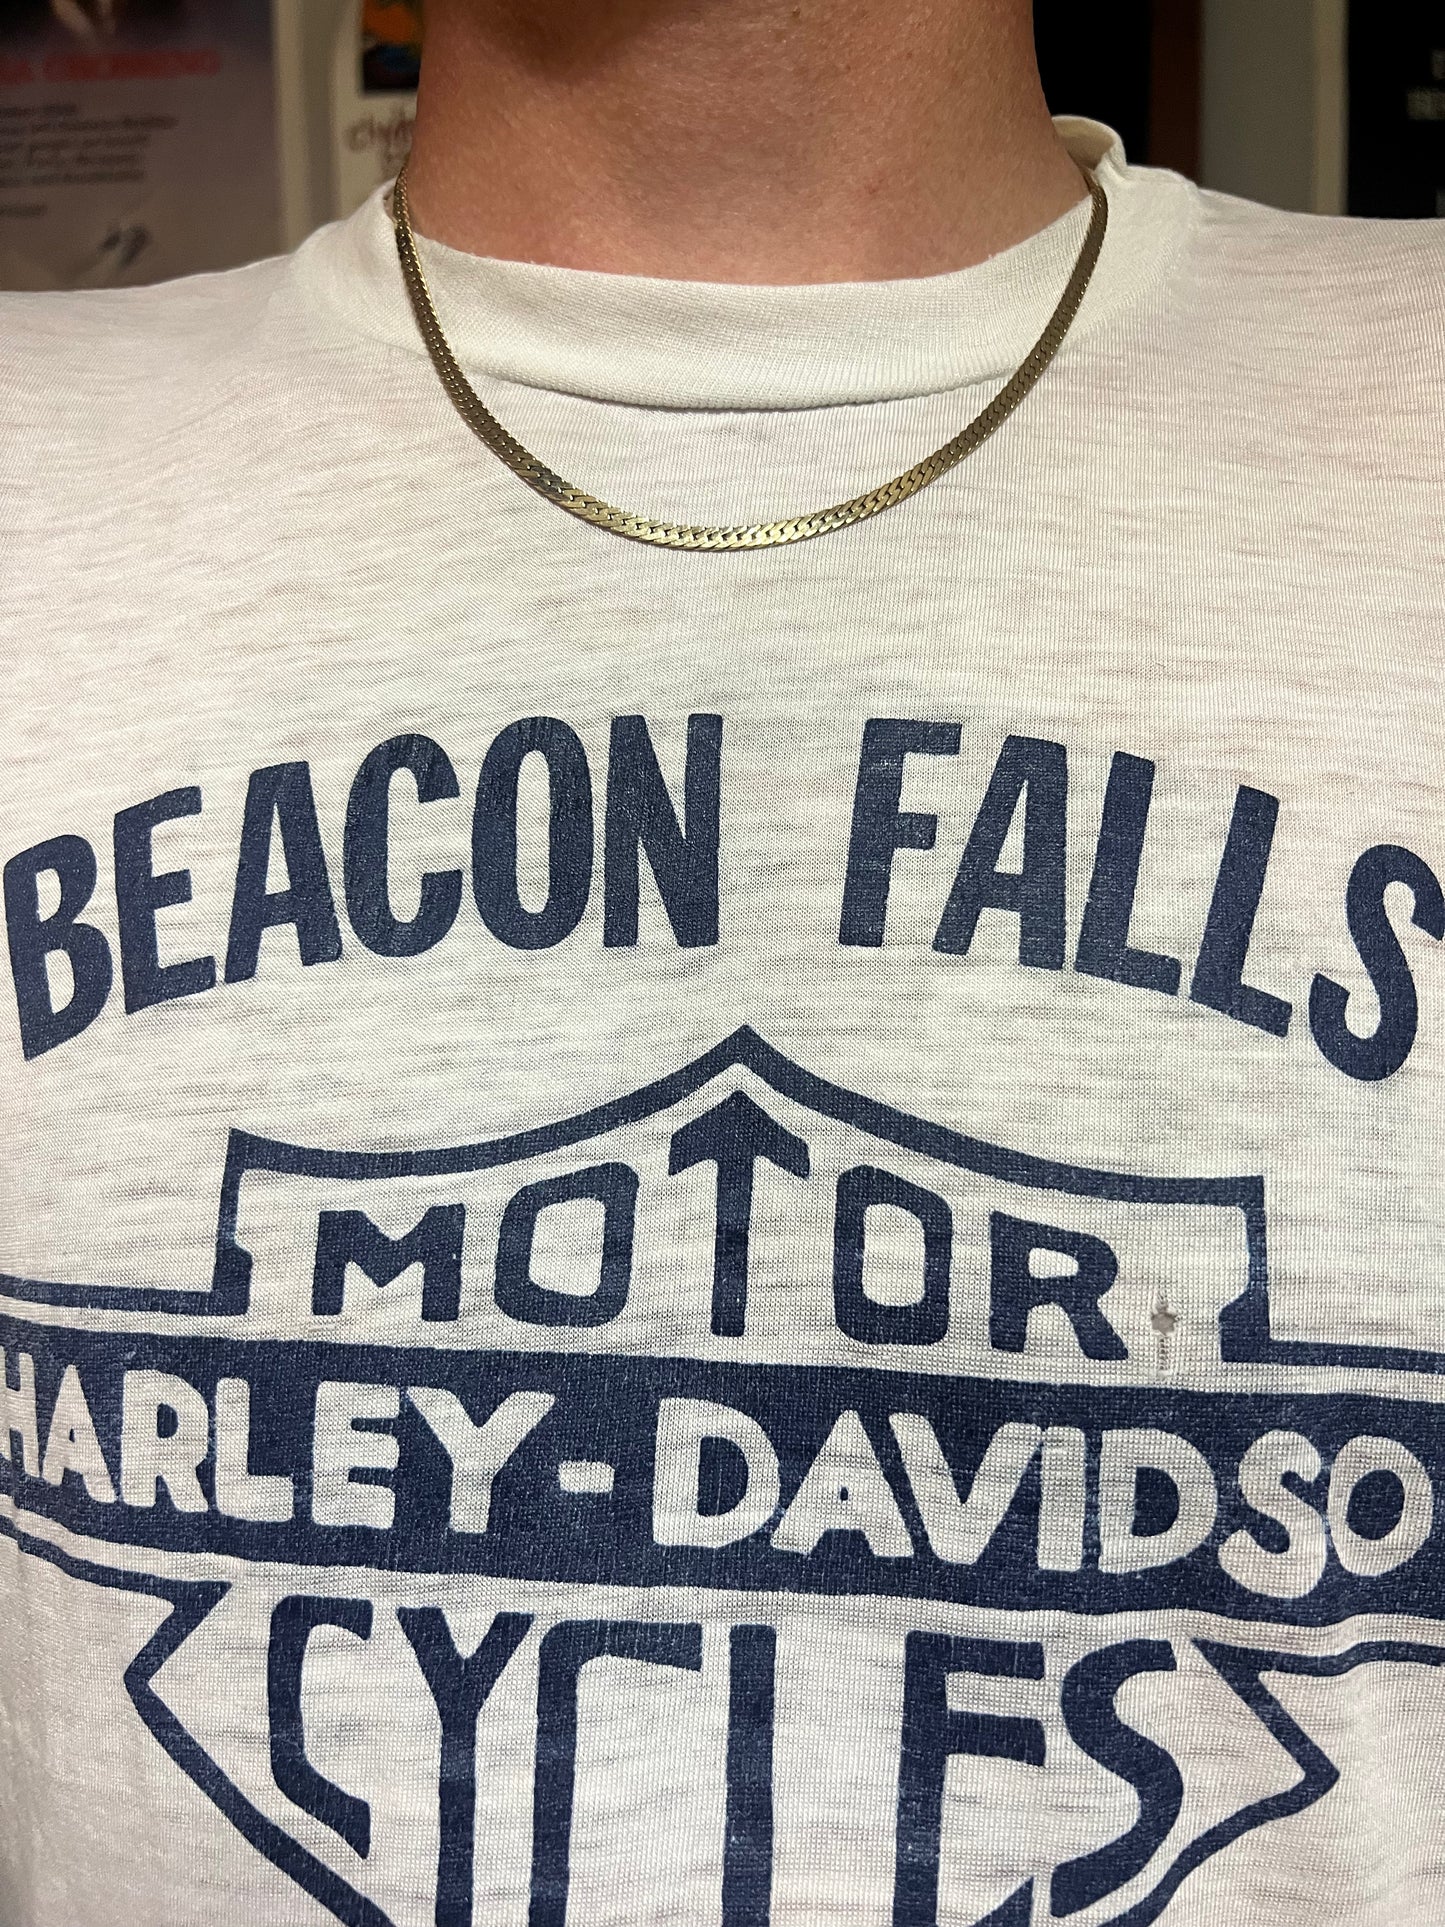 BEACON FALLS
MOTOR
HARLEY-DAVIDSO
CYCLES